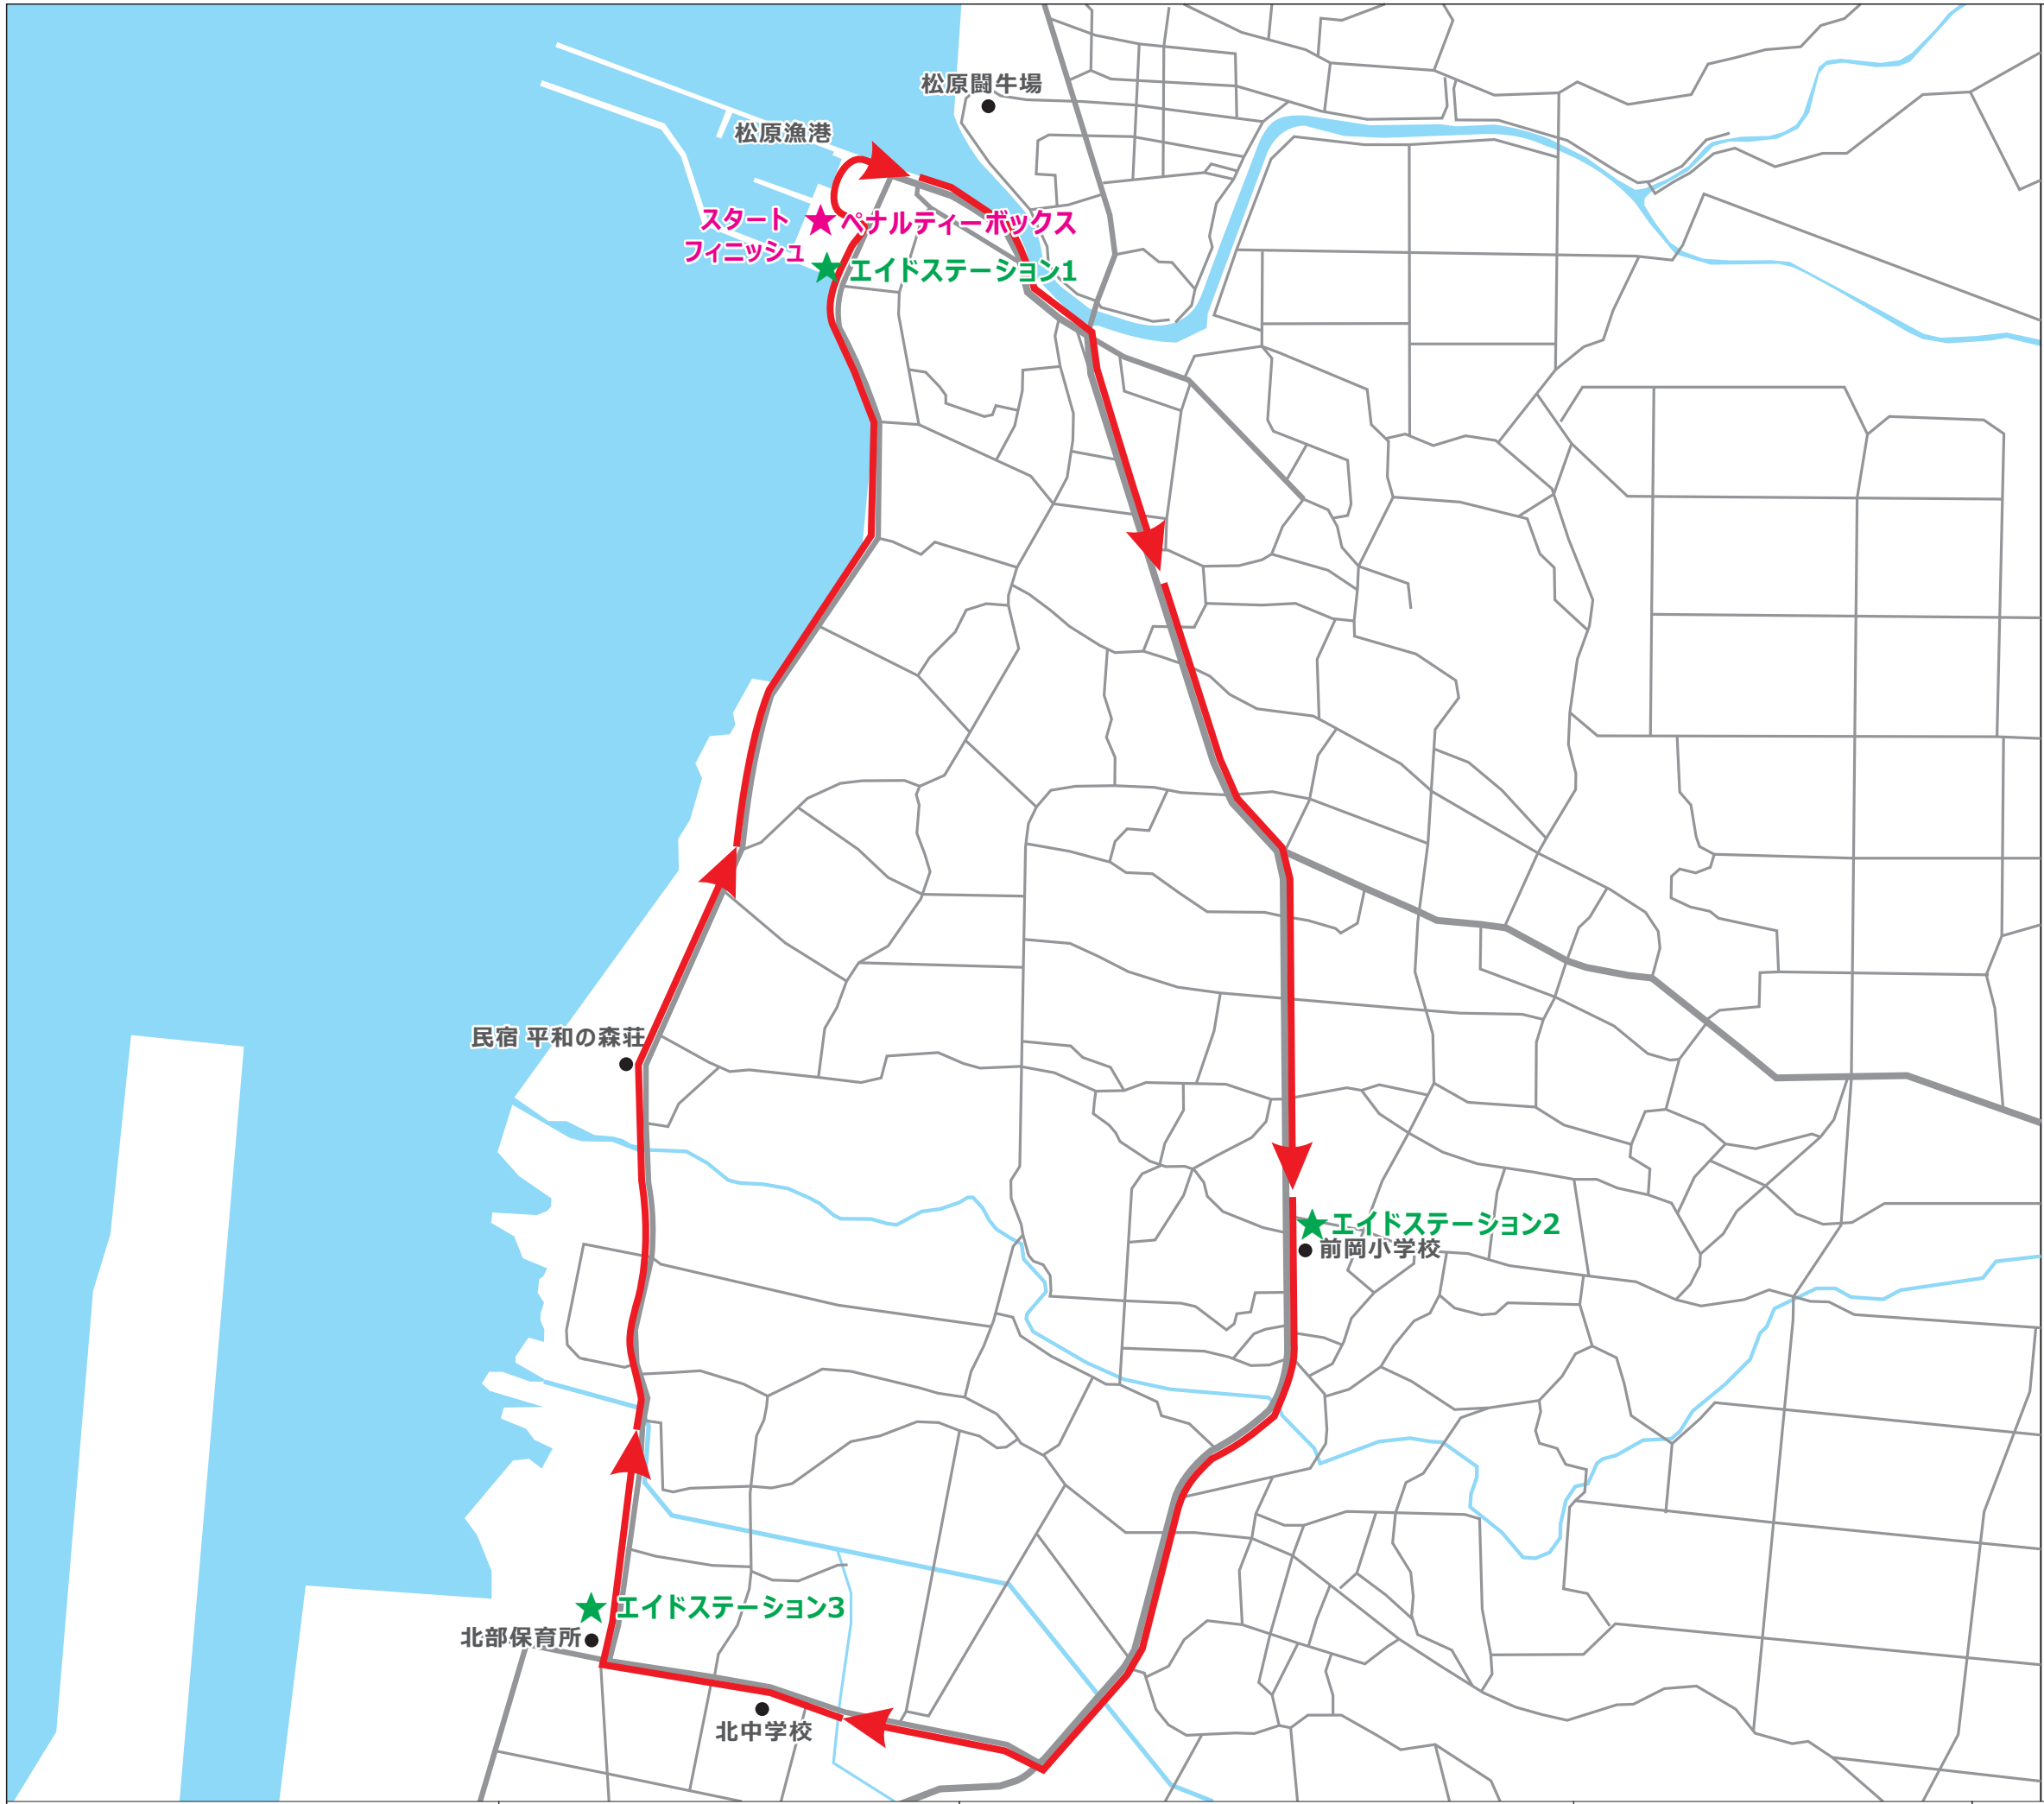 松原闘牛場
松原漁港
スタート
フィニッシュ
ペナルティーボックス
エイドステーション1
民宿 平和の森荘
エイドステーション2
前岡小学校
エイドステーション3
北部保育所
北中学校